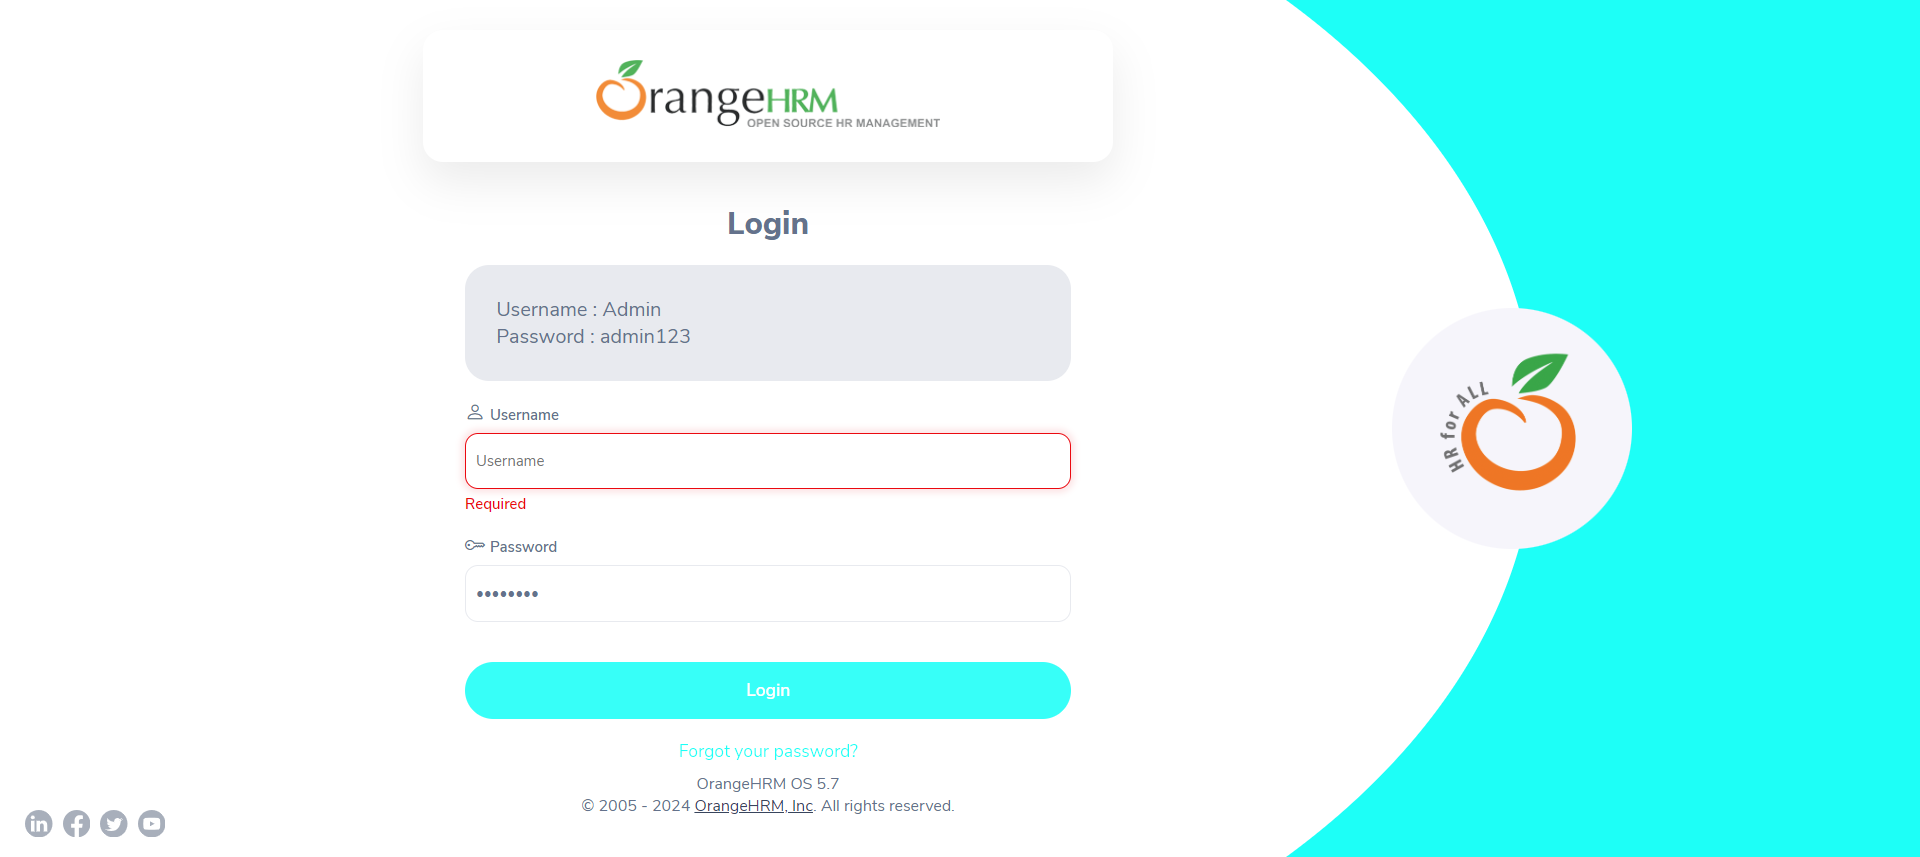 OrangeHRM
OPEN SOURCE HR MANAGEMENT
Login
Username : Admin
Password : admin123
Username
Username
Required
Password
••••••••
Login
Forgot your password?
OrangeHRM OS 5.7
© 2005 - 2024 OrangeHRM, Inc. All rights reserved.
HR for ALL